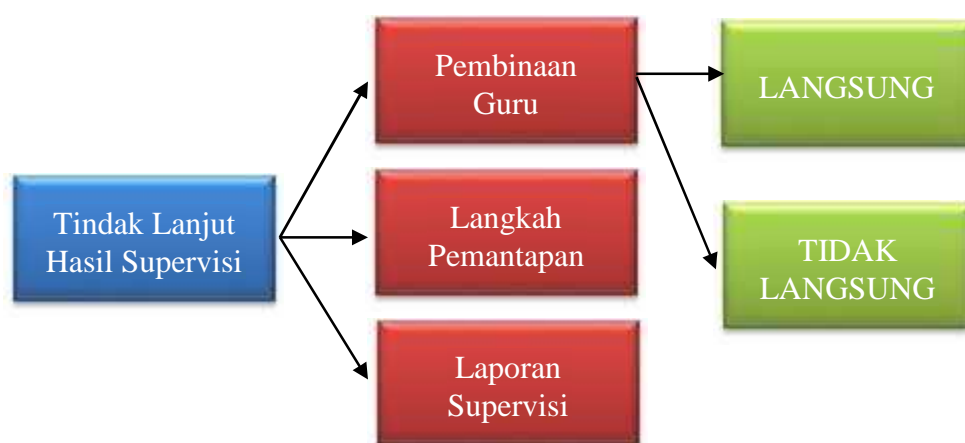 Tindak Lanjut
Hasil Supervisi
Pembinaan
Guru
Langkah
Pemantapan
Laporan
Supervisi
LANGSUNG
TIDAK
LANGSUNG